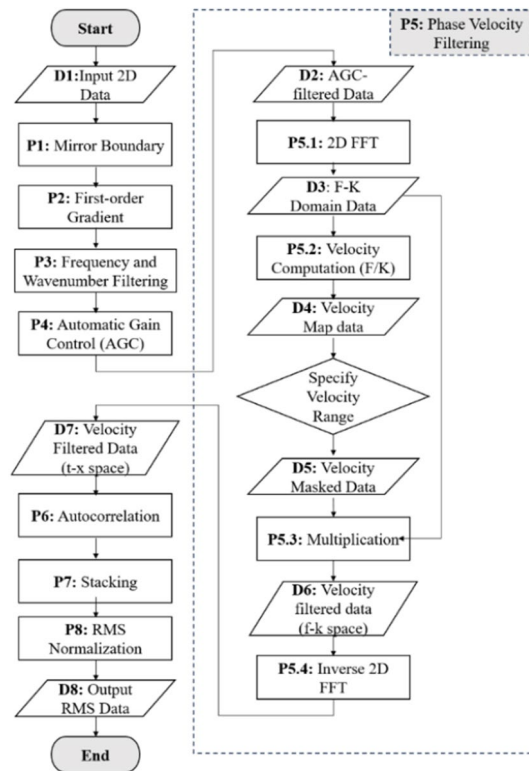 Start
D1:Input 2D
Data
P1: Mirror Boundary
P2: First-order
Gradient
P3: Frequency and
Wavenumber Filtering
P4: Automatic Gain
Control (AGC)
P5: Phase Velocity
Filtering
D2: AGC-
filtered Data
P5.1: 2D FFT
D3: F-K
Domain Data
P5.2: Velocity
Computation (F/K)
D4: Velocity
Map data
Specify
Velocity
Range
D5: Velocity
Masked Data
P5.3: Multiplication
D6: Velocity
filtered data
(f-k space)
P5.4: Inverse 2D
FFT
D7: Velocity
Filtered Data
(t-x space)
P6: Autocorrelation
P7: Stacking
P8: RMS
Normalization
D8: Output
RMS Data
End